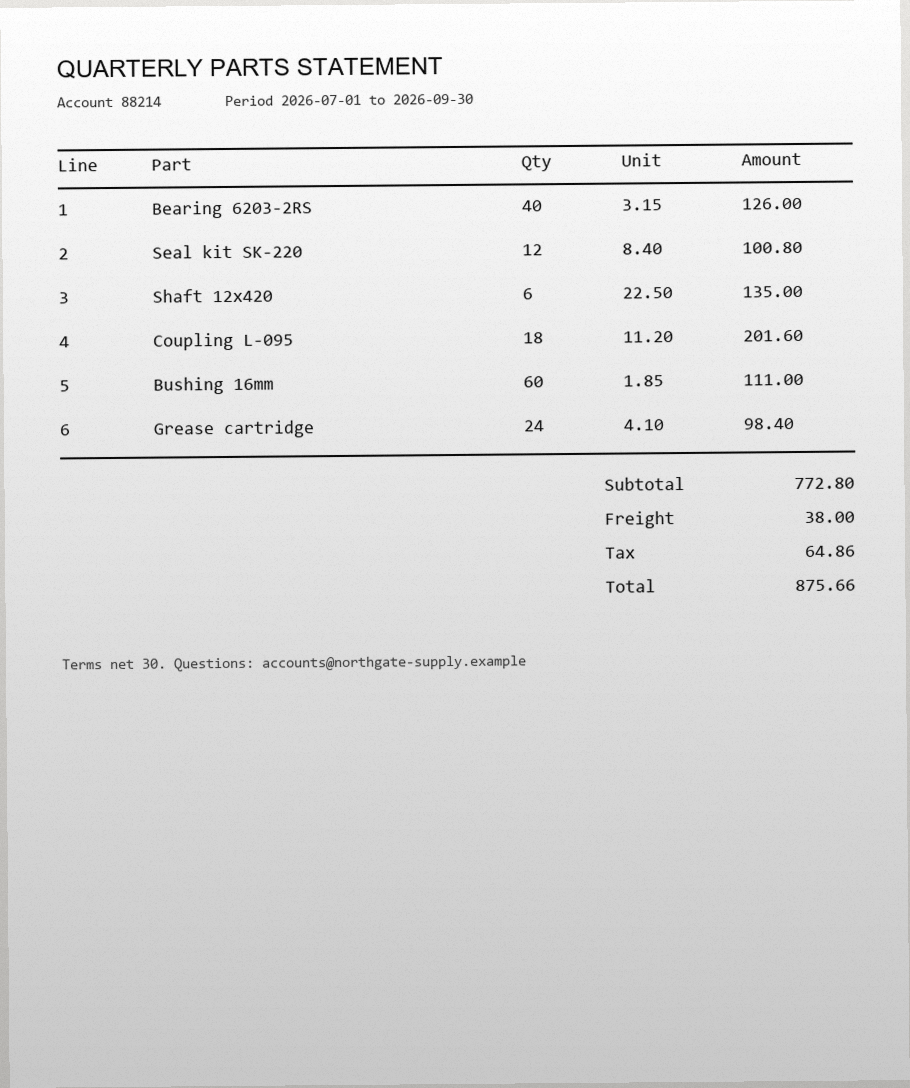 QUARTERLY PARTS STATEMENT
Account 88214 Period 2026-07-01 to 2026-09-30
Line Part Qty Unit Amount
1 Bearing 6203-2RS 40 3.15 126.00
2 Seal kit SK-220 12 8.40 100.80
3 Shaft 12x420 6 22.50 135.00
4 Coupling L-095 18 11.20 201.60
5 Bushing 16mm 60 1.85 111.00
6 Grease cartridge 24 4.10 98.40
Subtotal 772.80
Freight 38.00
Tax 64.86
Total 875.66
Terms net 30. Questions: accounts@northgate-supply.example